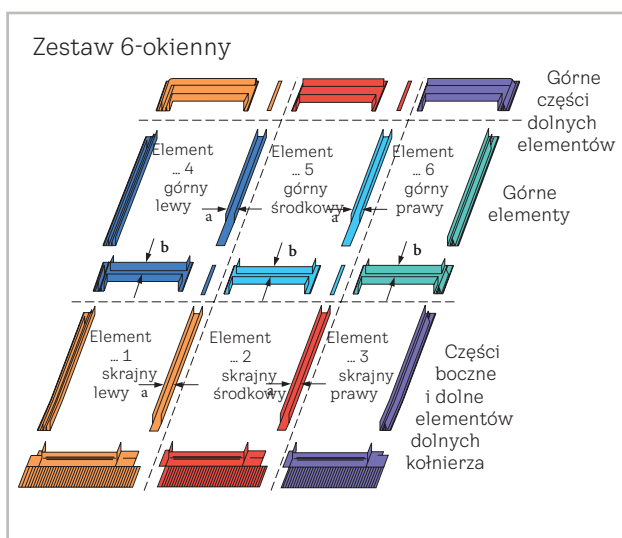 Zestaw 6-okienny
Górne
części
dolnych
elementów
Element
... 4
górny
lewy
Element
... 5
górny
środkowy
Element
... 6
górny
prawy
Górne
elementy
a
a
b
b
b
Element
... 1
skrajny
lewy
Element
... 2
skrajny
środkowy
Element
... 3
skrajny
prawy
a
a
Części
boczne
i dolne
elementów
dolnych
kołnierza